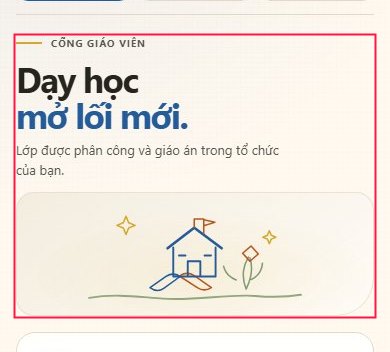 CỔNG GIÁO VIÊN
Dạy học
mở lối mới.
Lớp được phân công và giáo án trong tổ chức
của bạn.